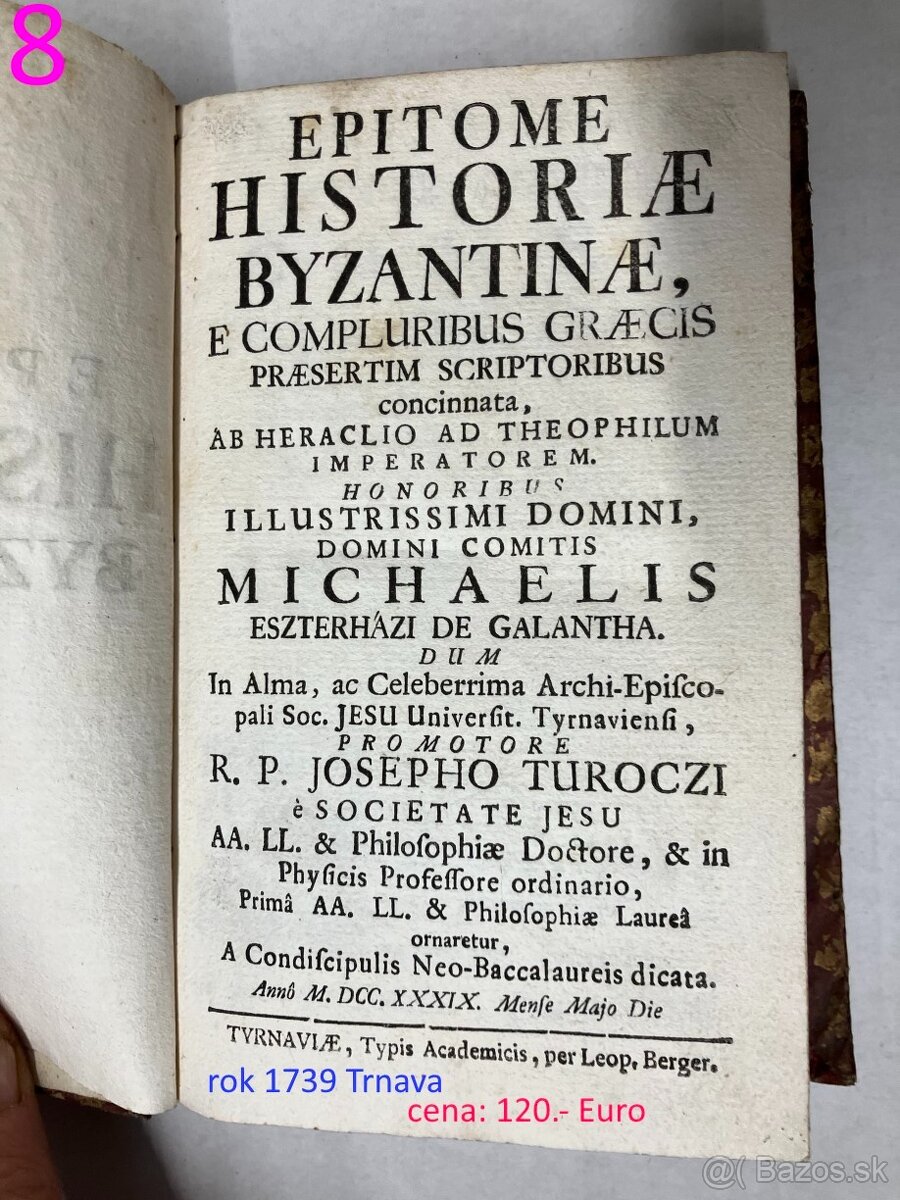 8
EPITOME
HISTORIÆ
BYZANTINÆ,
E COMPLURIBUS GRÆCIS
PRÆSERTIM SCRIPTORIBUS
concinnata,
AB HERACLIO AD THEOPHILUM
IMPERATOREM.
HONORIBUS
ILLUSTRISSIMI DOMINI,
DOMINI COMITIS
MICHAELIS
ESZTERHÁZI DE GALANTHA.
DUM
In Alma, ac Celeberrima Archi-Epiſco-
pali Soc. JESU Univerſit. Tyrnavienſi,
PROMOTORE
R. P. JOSEPHO TUROCZI
è SOCIETATE JESU
AA. LL. & Philoſophiæ Doctore, & in
Phyſicis Profeſſore ordinario,
Primâ AA. LL. & Philoſophiæ Laureâ
ornaretur,
A Condiſcipulis Neo-Baccalaureis dicata.
Annô M. DCC. XXXIX. Menſe Majo Die
TYRNAVIÆ, Typis Academicis, per Leop. Berger.
rok 1739 Trnava
cena: 120.- Euro
@( Bazos.sk